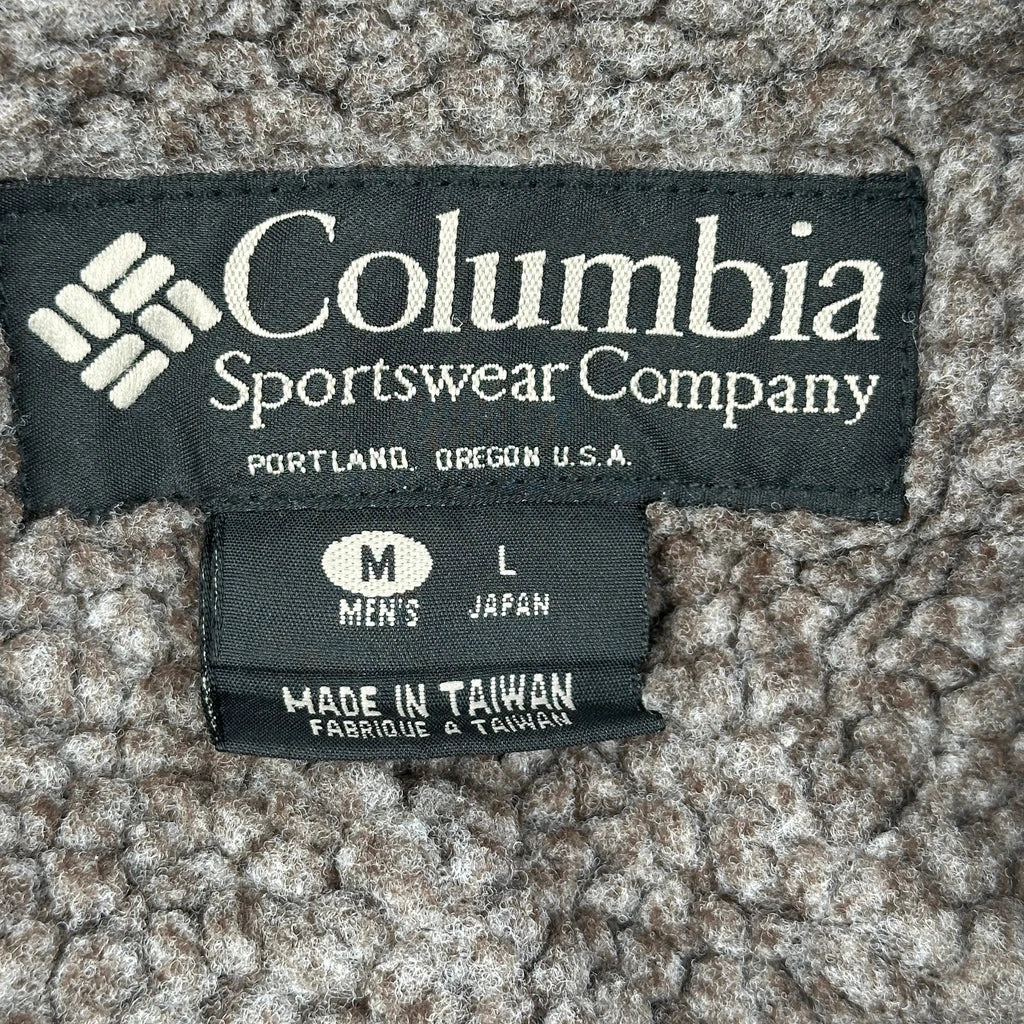 Columbia
Sportswear Company
PORTLAND, OREGON U.S.A.
M L
MEN'S JAPAN
MADE IN TAIWAN
FABRIQUE A TAIWAN